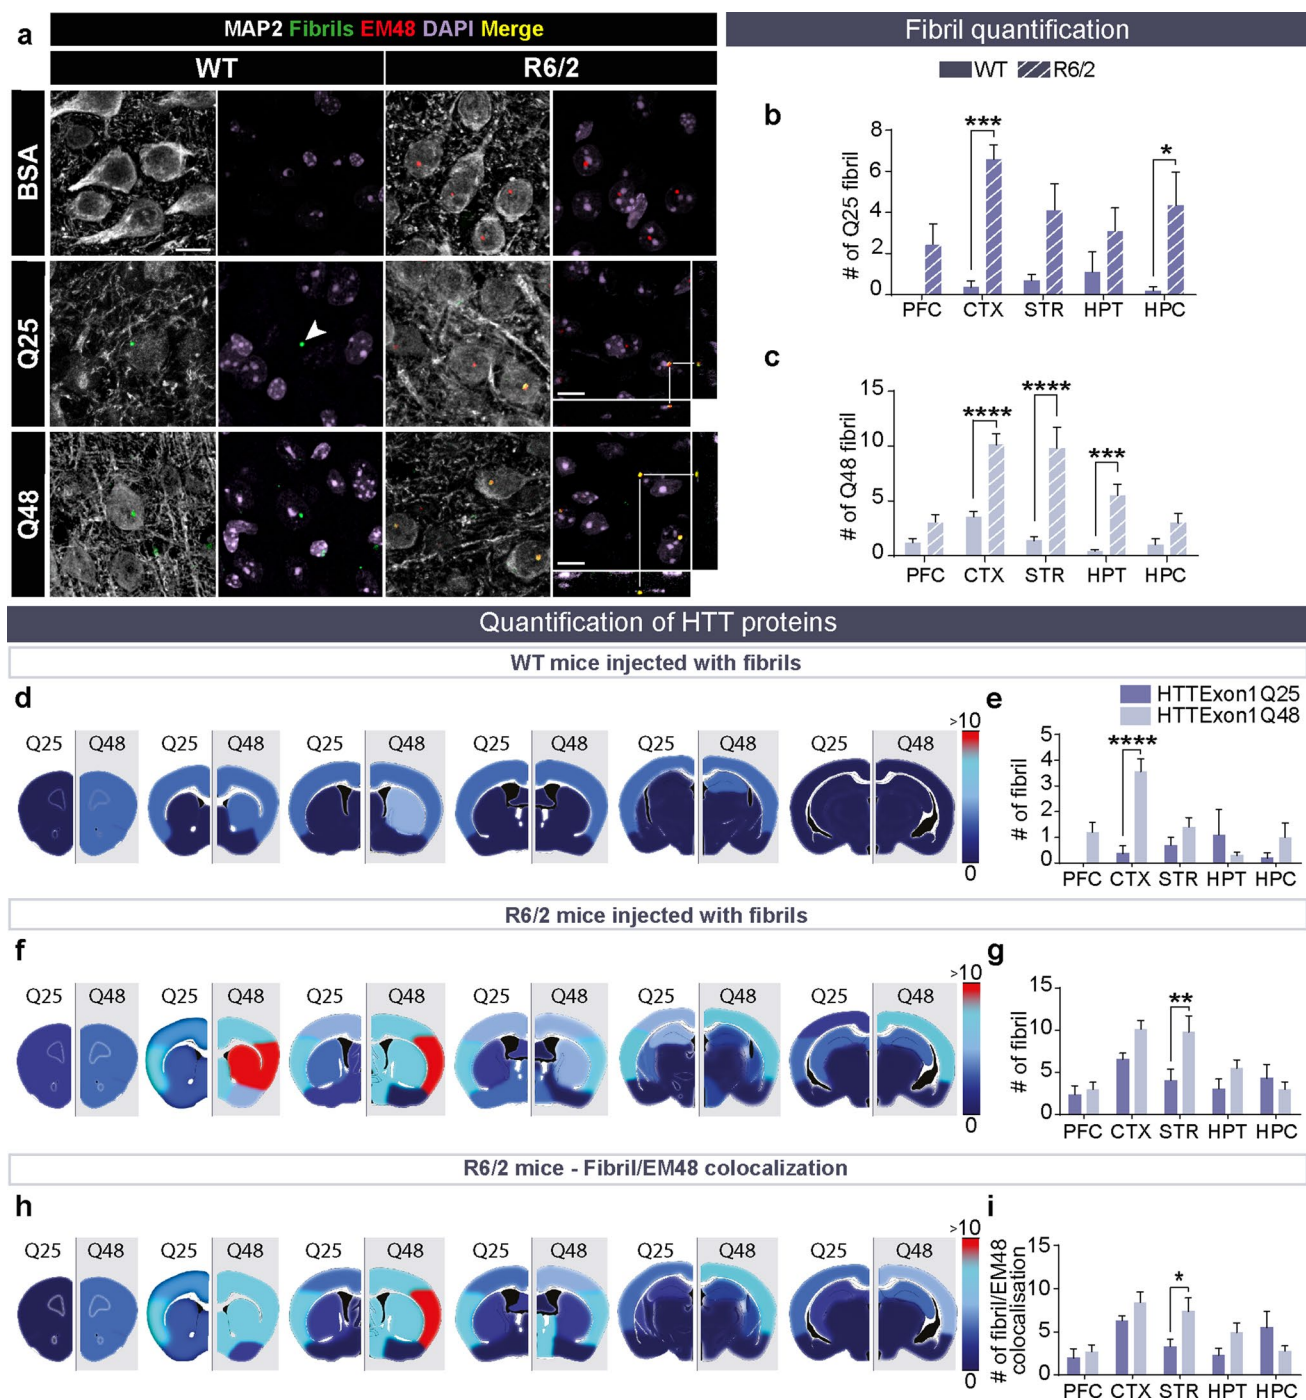 a
MAP2 Fibrils EM48 DAPI Merge
WT
R6/2
BSA
Q25
Q48
Fibril quantification
WT R6/2
b
# of Q25 fibril
8
6
4
2
0
***
*
PFC CTX STR HPT HPC
c
# of Q48 fibril
15
10
5
0
****
****
***
PFC CTX STR HPT HPC
Quantification of HTT proteins
WT mice injected with fibrils
d
Q25 Q48 Q25 Q48 Q25 Q48 Q25 Q48 Q25 Q48 Q25 Q48
>10
0
e
HTTExon1Q25
HTTExon1Q48
# of fibril
5
4
3
2
1
0
****
PFC CTX STR HPT HPC
R6/2 mice injected with fibrils
f
Q25 Q48 Q25 Q48 Q25 Q48 Q25 Q48 Q25 Q48 Q25 Q48
>10
0
g
# of fibril
15
10
5
0
**
PFC CTX STR HPT HPC
R6/2 mice - Fibril/EM48 colocalization
h
Q25 Q48 Q25 Q48 Q25 Q48 Q25 Q48 Q25 Q48 Q25 Q48
>10
0
i
# of fibril/EM48
colocalisation
15
10
5
0
*
PFC CTX STR HPT HPC